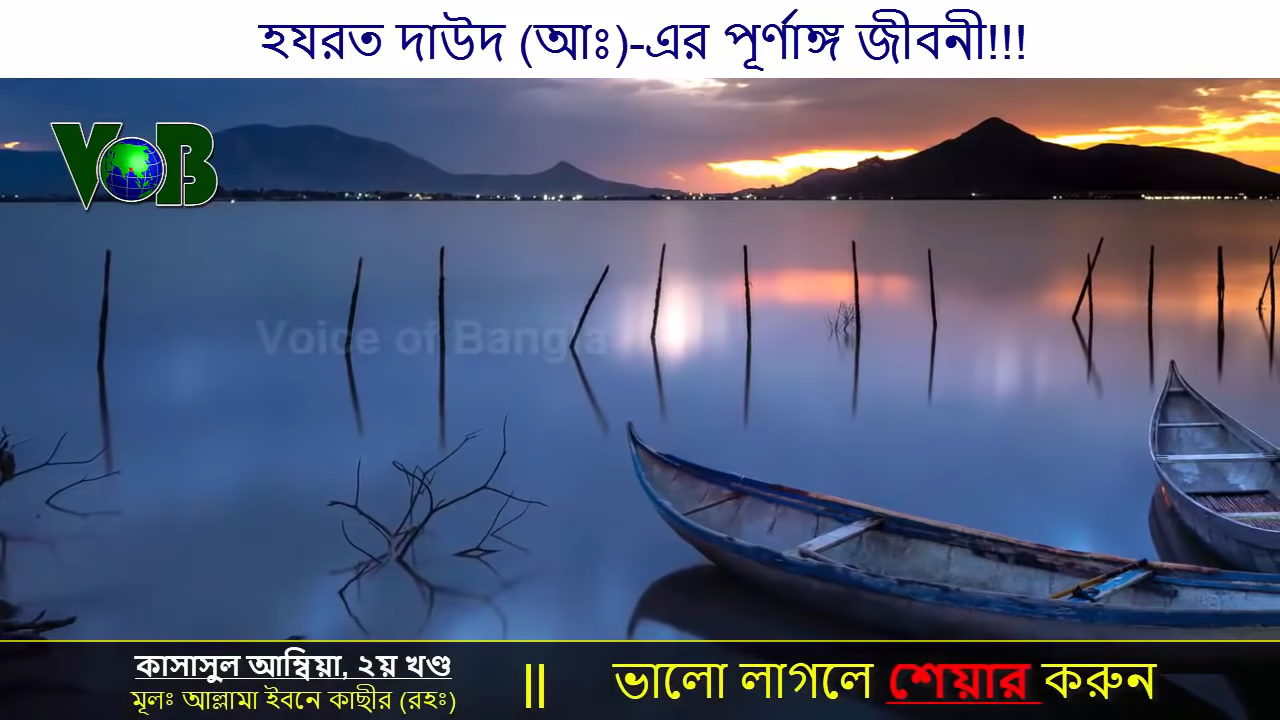 হযরত দাউদ (আঃ)-এর পূর্ণাঙ্গ জীবনী!!!
VOB
Voice of Bangla
কাসাসুল আম্বিয়া, ২য় খণ্ড
মূলঃ আল্লামা ইবনে কাছীর (রহঃ)
||
ভালো লাগলে শেয়ার করুন